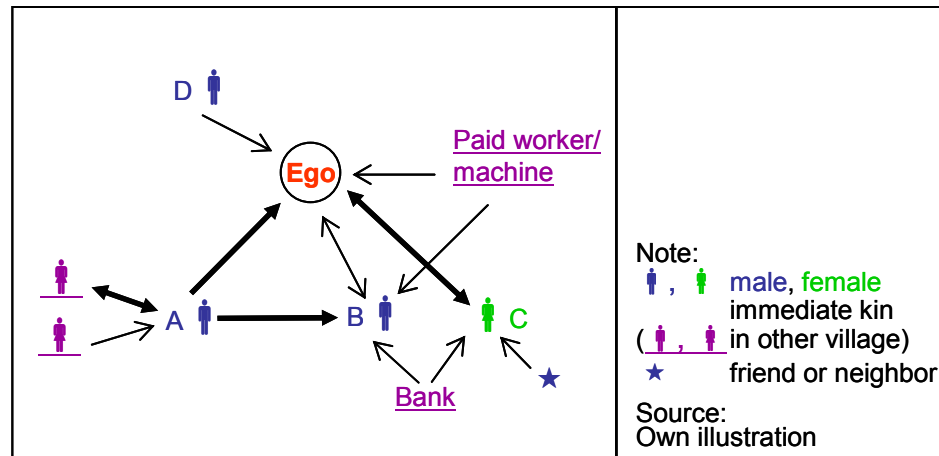 D
Ego
Paid worker/
machine
A
B
C
Bank
Note:
, male, female
immediate kin
( , in other village)
★ friend or neighbor
Source:
Own illustration